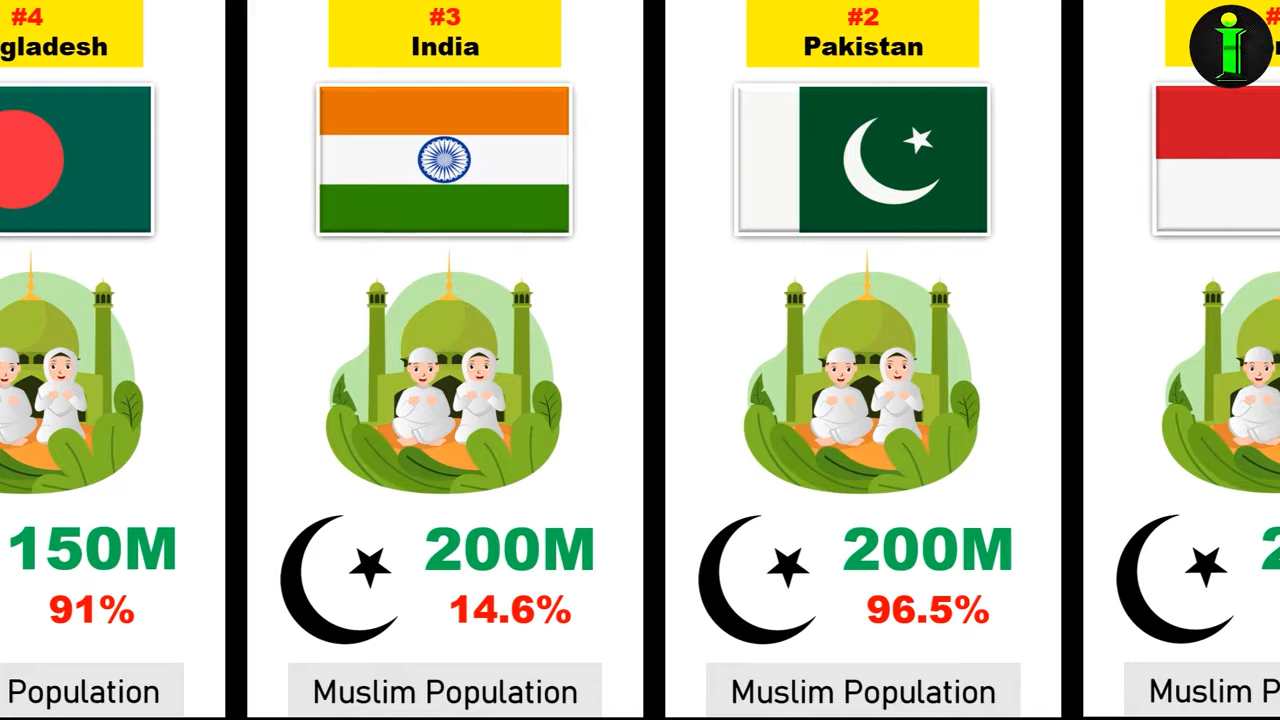 #4
gladesh
150M
91%
Population
#3
India
200M
14.6%
Muslim Population
#2
Pakistan
200M
96.5%
Muslim Population
#
i
2
Muslim P